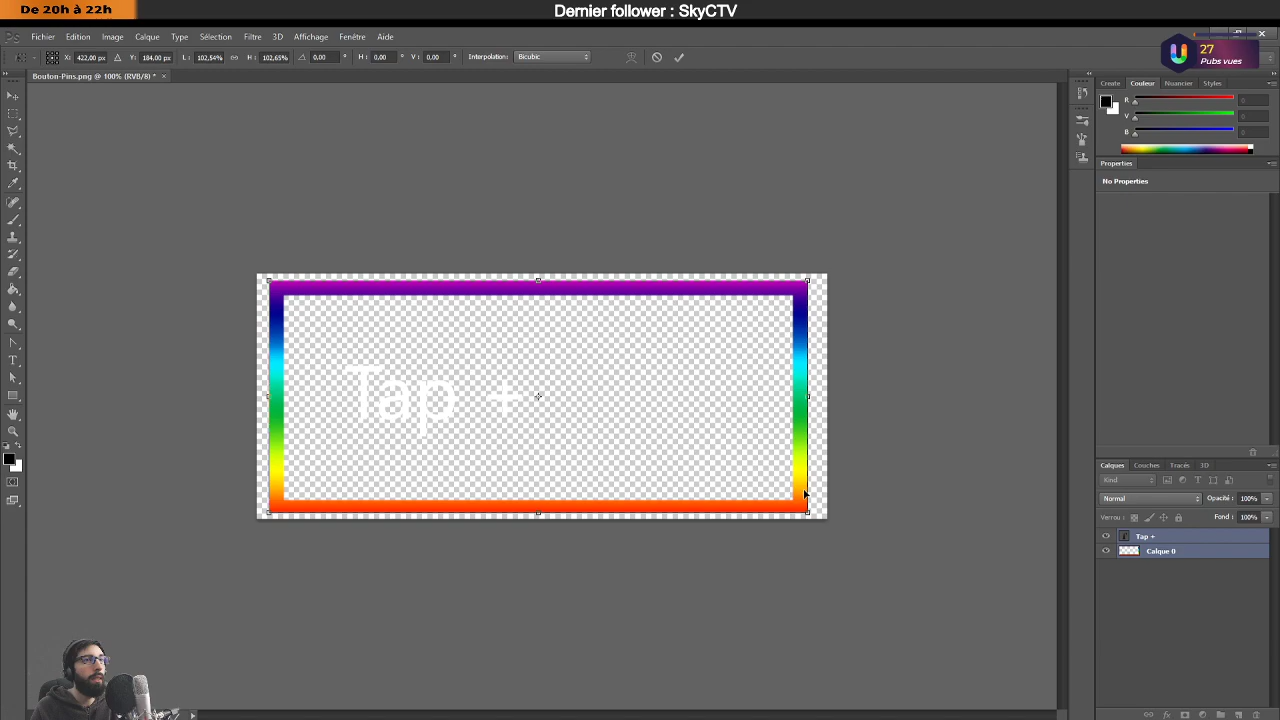 De 20h à 22h
Dernier follower : SkyCTV
Fichier Edition Image Calque Type Sélection Filtre 3D Affichage Fenêtre Aide
X: 422,00 px Y: 184,00 px L: 102,54% H: 102,65% 0,00 ° H: 0,00 ° V: 0,00 ° Interpolation: Bicubic
27
Pubs vues
Bouton-Pins.png @ 100% (RVB/8) * ×
Create Couleur Nuancier Styles
R
V
B
Properties
No Properties
Tap +
Calques Couches Tracés 3D
Kind
Normal Opacité: 100%
Verrou: Fond: 100%
Tap +
Calque 0